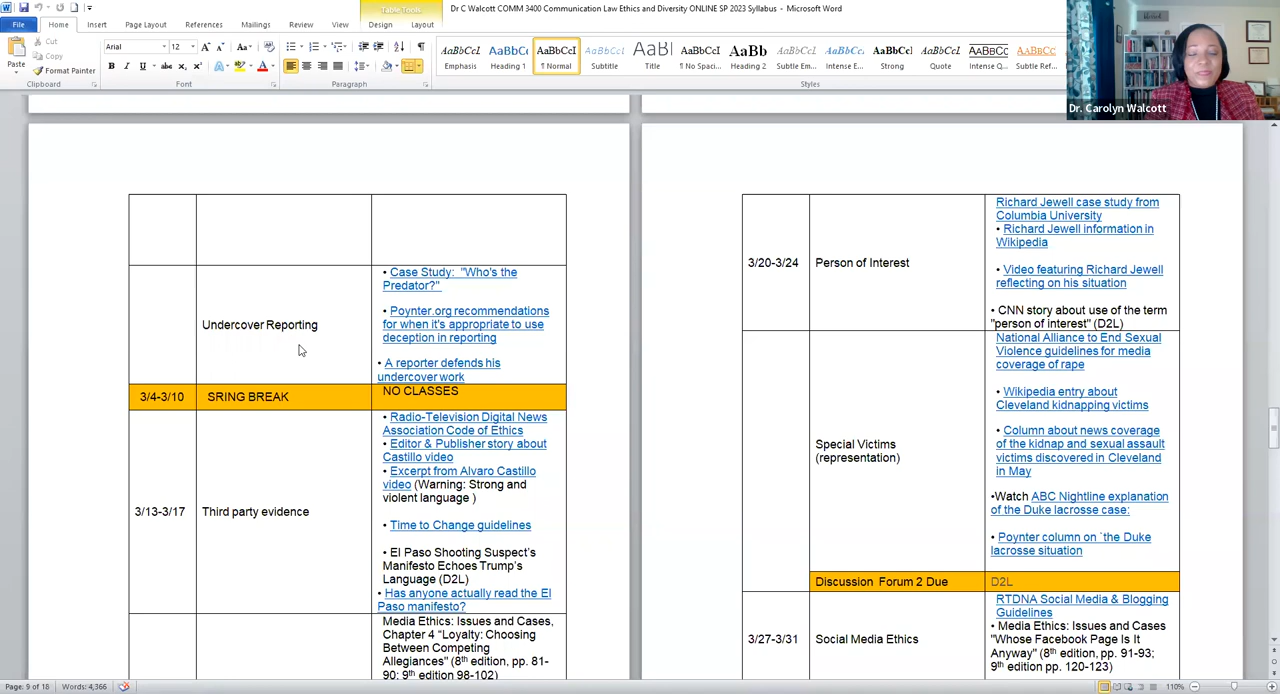 Dr C Walcott COMM 3400 Communication Law Ethics and Diversity ONLINE SP 2023 Syllabus - Microsoft Word
Table Tools
File Home Insert Page Layout References Mailings Review View Design Layout
Cut
Copy
Format Painter
Paste
Clipboard
Arial 12
Font
Paragraph
AaBbCcI Emphasis
AaBbCc Heading 1
AaBbCcI ¶ Normal
AaBbCcI Subtitle
AaBl Title
AaBbCcI ¶ No Spaci...
AaBb Heading 2
AaBbCcI Subtle Em...
AaBbCc Intense E...
AaBbCcI Strong
AaBbCcI Quote
AaBbCc Intense Q...
AaBbCc Subtle Ref...
Styles
Dr. Carolyn Walcott
Undercover Reporting
• Case Study: "Who's the
Predator?"
• Poynter.org recommendations
for when it's appropriate to use
deception in reporting
• A reporter defends his
undercover work
3/4-3/10 SRING BREAK NO CLASSES
3/13-3/17 Third party evidence
• Radio-Television Digital News
Association Code of Ethics
• Editor & Publisher story about
Castillo video
• Excerpt from Alvaro Castillo
video (Warning: Strong and
violent language )
• Time to Change guidelines
• El Paso Shooting Suspect's
Manifesto Echoes Trump's
Language (D2L)
• Has anyone actually read the El
Paso manifesto?
Media Ethics: Issues and Cases,
Chapter 4 "Loyalty: Choosing
Between Competing
Allegiances" (8th edition, pp. 81-
90; 9th edition 98-102)
3/20-3/24 Person of Interest
Richard Jewell case study from
Columbia University
• Richard Jewell information in
Wikipedia
• Video featuring Richard Jewell
reflecting on his situation
• CNN story about use of the term
"person of interest" (D2L)
Special Victims
(representation)
National Alliance to End Sexual
Violence guidelines for media
coverage of rape
• Wikipedia entry about
Cleveland kidnapping victims
• Column about news coverage
of the kidnap and sexual assault
victims discovered in Cleveland
in May
•Watch ABC Nightline explanation
of the Duke lacrosse case:
• Poynter column on `the Duke
lacrosse situation
Discussion Forum 2 Due D2L
3/27-3/31 Social Media Ethics
RTDNA Social Media & Blogging
Guidelines
• Media Ethics: Issues and Cases
"Whose Facebook Page Is It
Anyway" (8th edition, pp. 91-93;
9th edition pp. 120-123)
Page: 9 of 18 Words: 4,366
110%